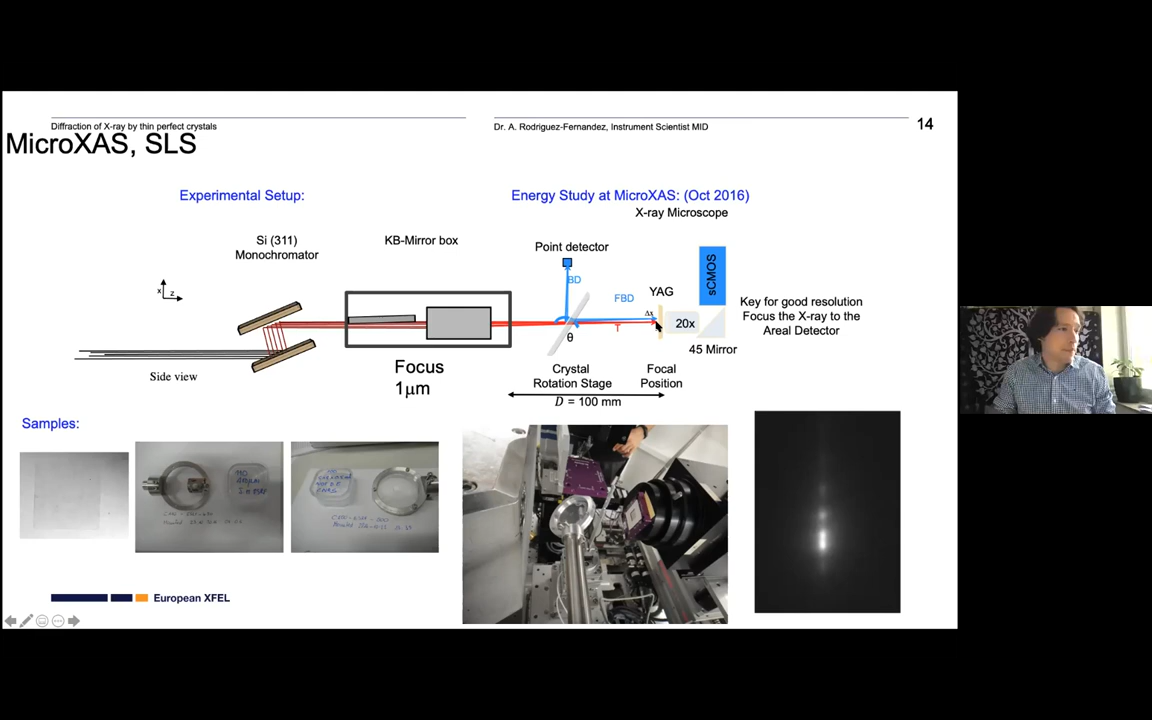 Diffraction of X-ray by thin perfect crystals
Dr. A. Rodriguez-Fernandez, Instrument Scientist MID
14
MicroXAS, SLS
Experimental Setup:
Energy Study at MicroXAS: (Oct 2016)
X-ray Microscope
Si (311)
Monochromator
KB-Mirror box
Point detector
sCMOS
BD
x
z
YAG
FBD
Δx
T
20x
θ
Key for good resolution
Focus the X-ray to the
Areal Detector
45 Mirror
Side view
Focus
1μm
Crystal
Rotation Stage
Focal
Position
D = 100 mm
Samples:
European XFEL